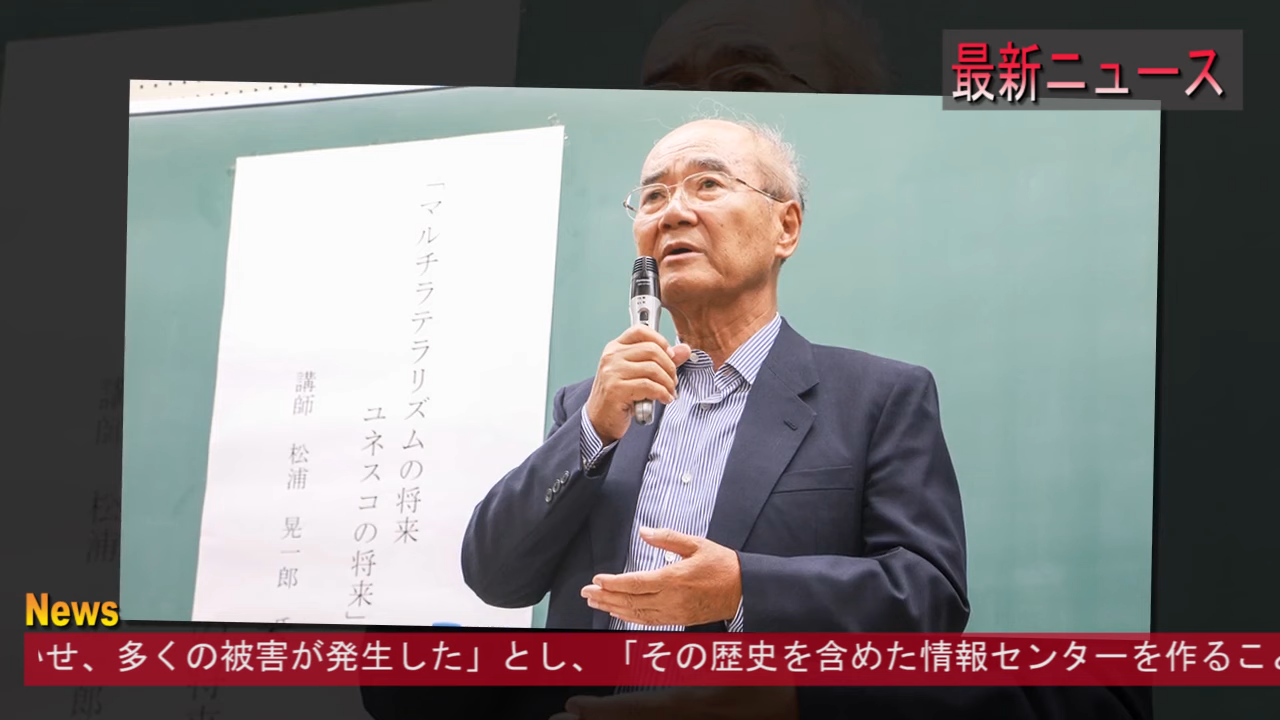 最新ニュース
「マルチラテラリズムの将来
ユネスコの将来」
講師 松浦 晃一郎
News
いせ、多くの被害が発生した」とし、「その歴史を含めた情報センターを作ること